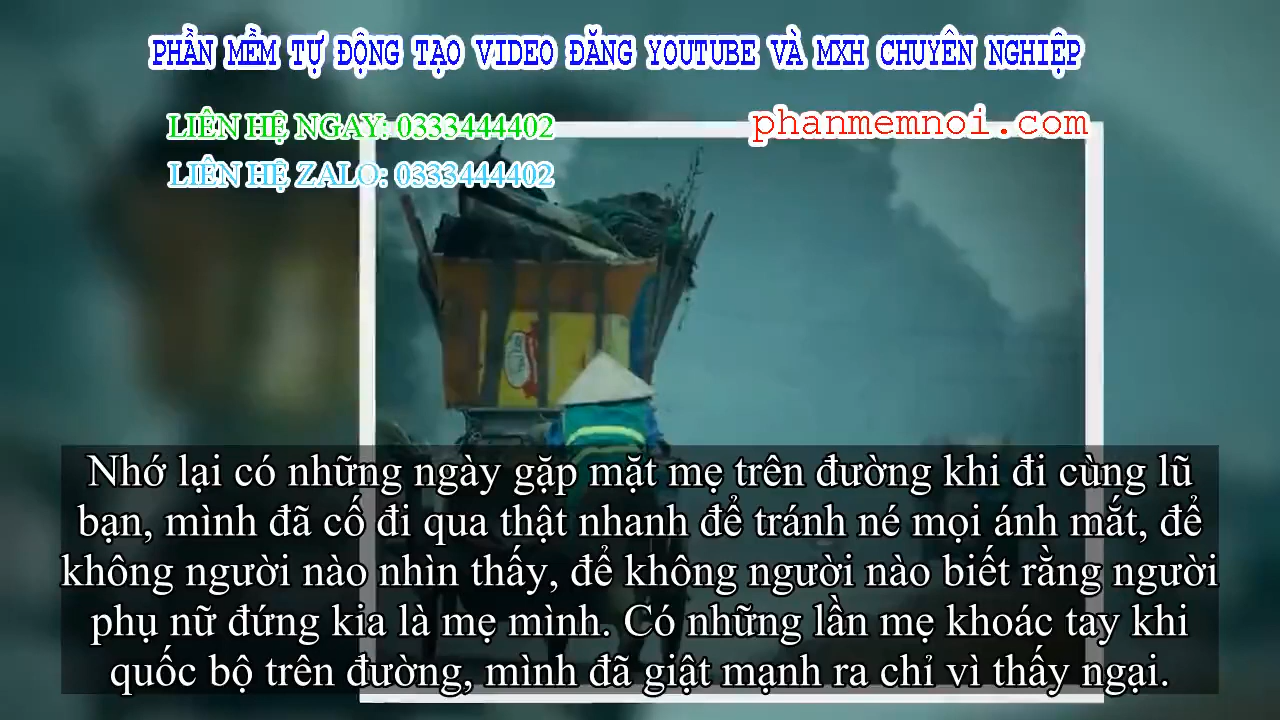 PHẦN MỀM TỰ ĐỘNG TẠO VIDEO ĐĂNG YOUTUBE VÀ MXH CHUYÊN NGHIỆP
LIÊN HỆ NGAY: 0333444402
phanmemnoi.com
LIÊN HỆ ZALO: 0333444402
Nhớ lại có những ngày gặp mặt mẹ trên đường khi đi cùng lũ
bạn, mình đã cố đi qua thật nhanh để tránh né mọi ánh mắt, để
không người nào nhìn thấy, để không người nào biết rằng người
phụ nữ đứng kia là mẹ mình. Có những lần mẹ khoác tay khi
quốc bộ trên đường, mình đã giật mạnh ra chỉ vì thấy ngại.